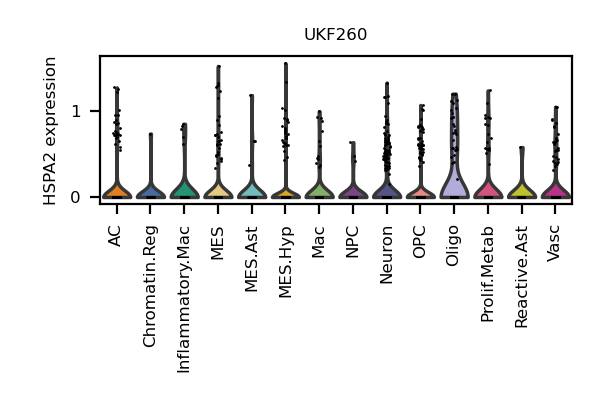 UKF260
HSPA2 expression
1
0
AC
Chromatin.Reg
Inflammatory.Mac
MES
MES.Ast
MES.Hyp
Mac
NPC
Neuron
OPC
Oligo
Prolif.Metab
Reactive.Ast
Vasc